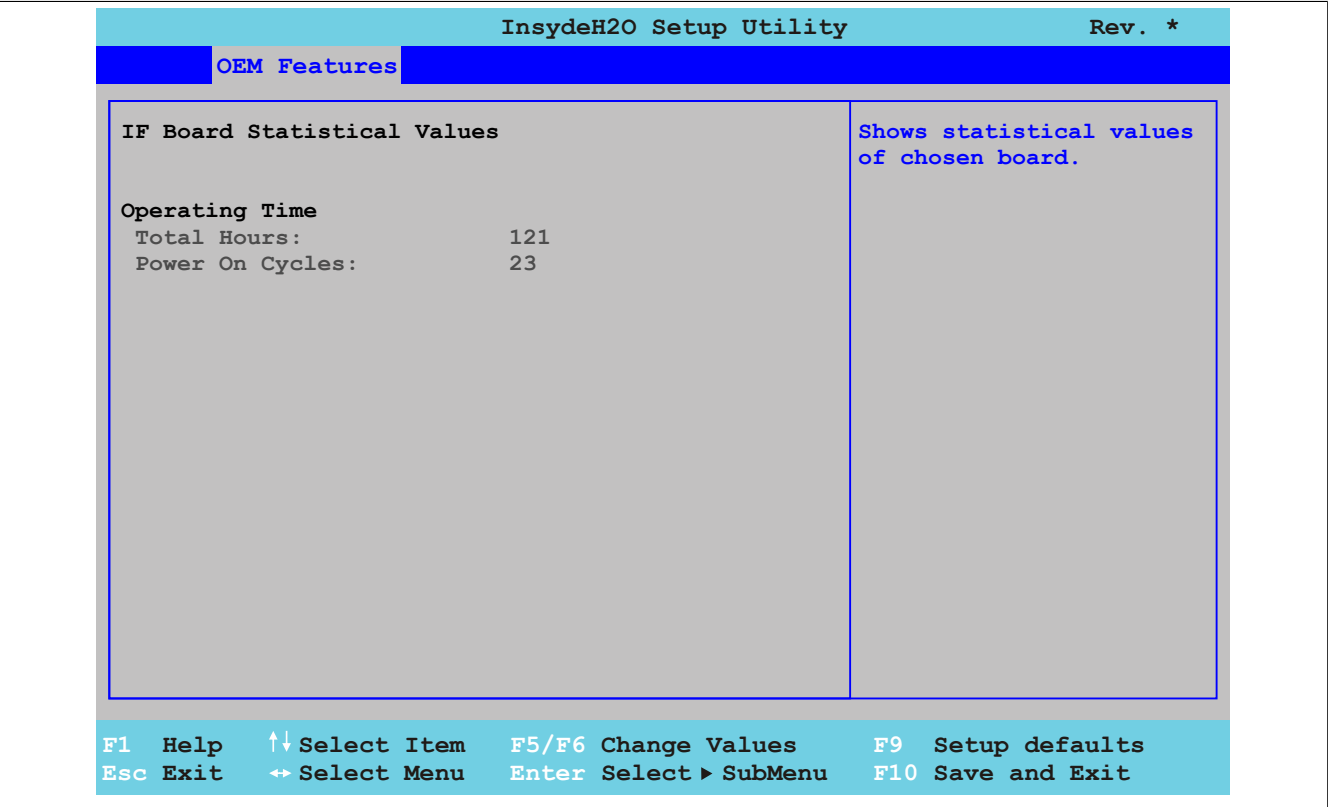 InsydeH2O Setup Utility Rev. *
OEM Features
IF Board Statistical Values
Shows statistical values
of chosen board.
Operating Time
Total Hours: 121
Power On Cycles: 23
F1 Help ↑↓ Select Item F5/F6 Change Values F9 Setup defaults
Esc Exit ↔ Select Menu Enter Select ▶ SubMenu F10 Save and Exit